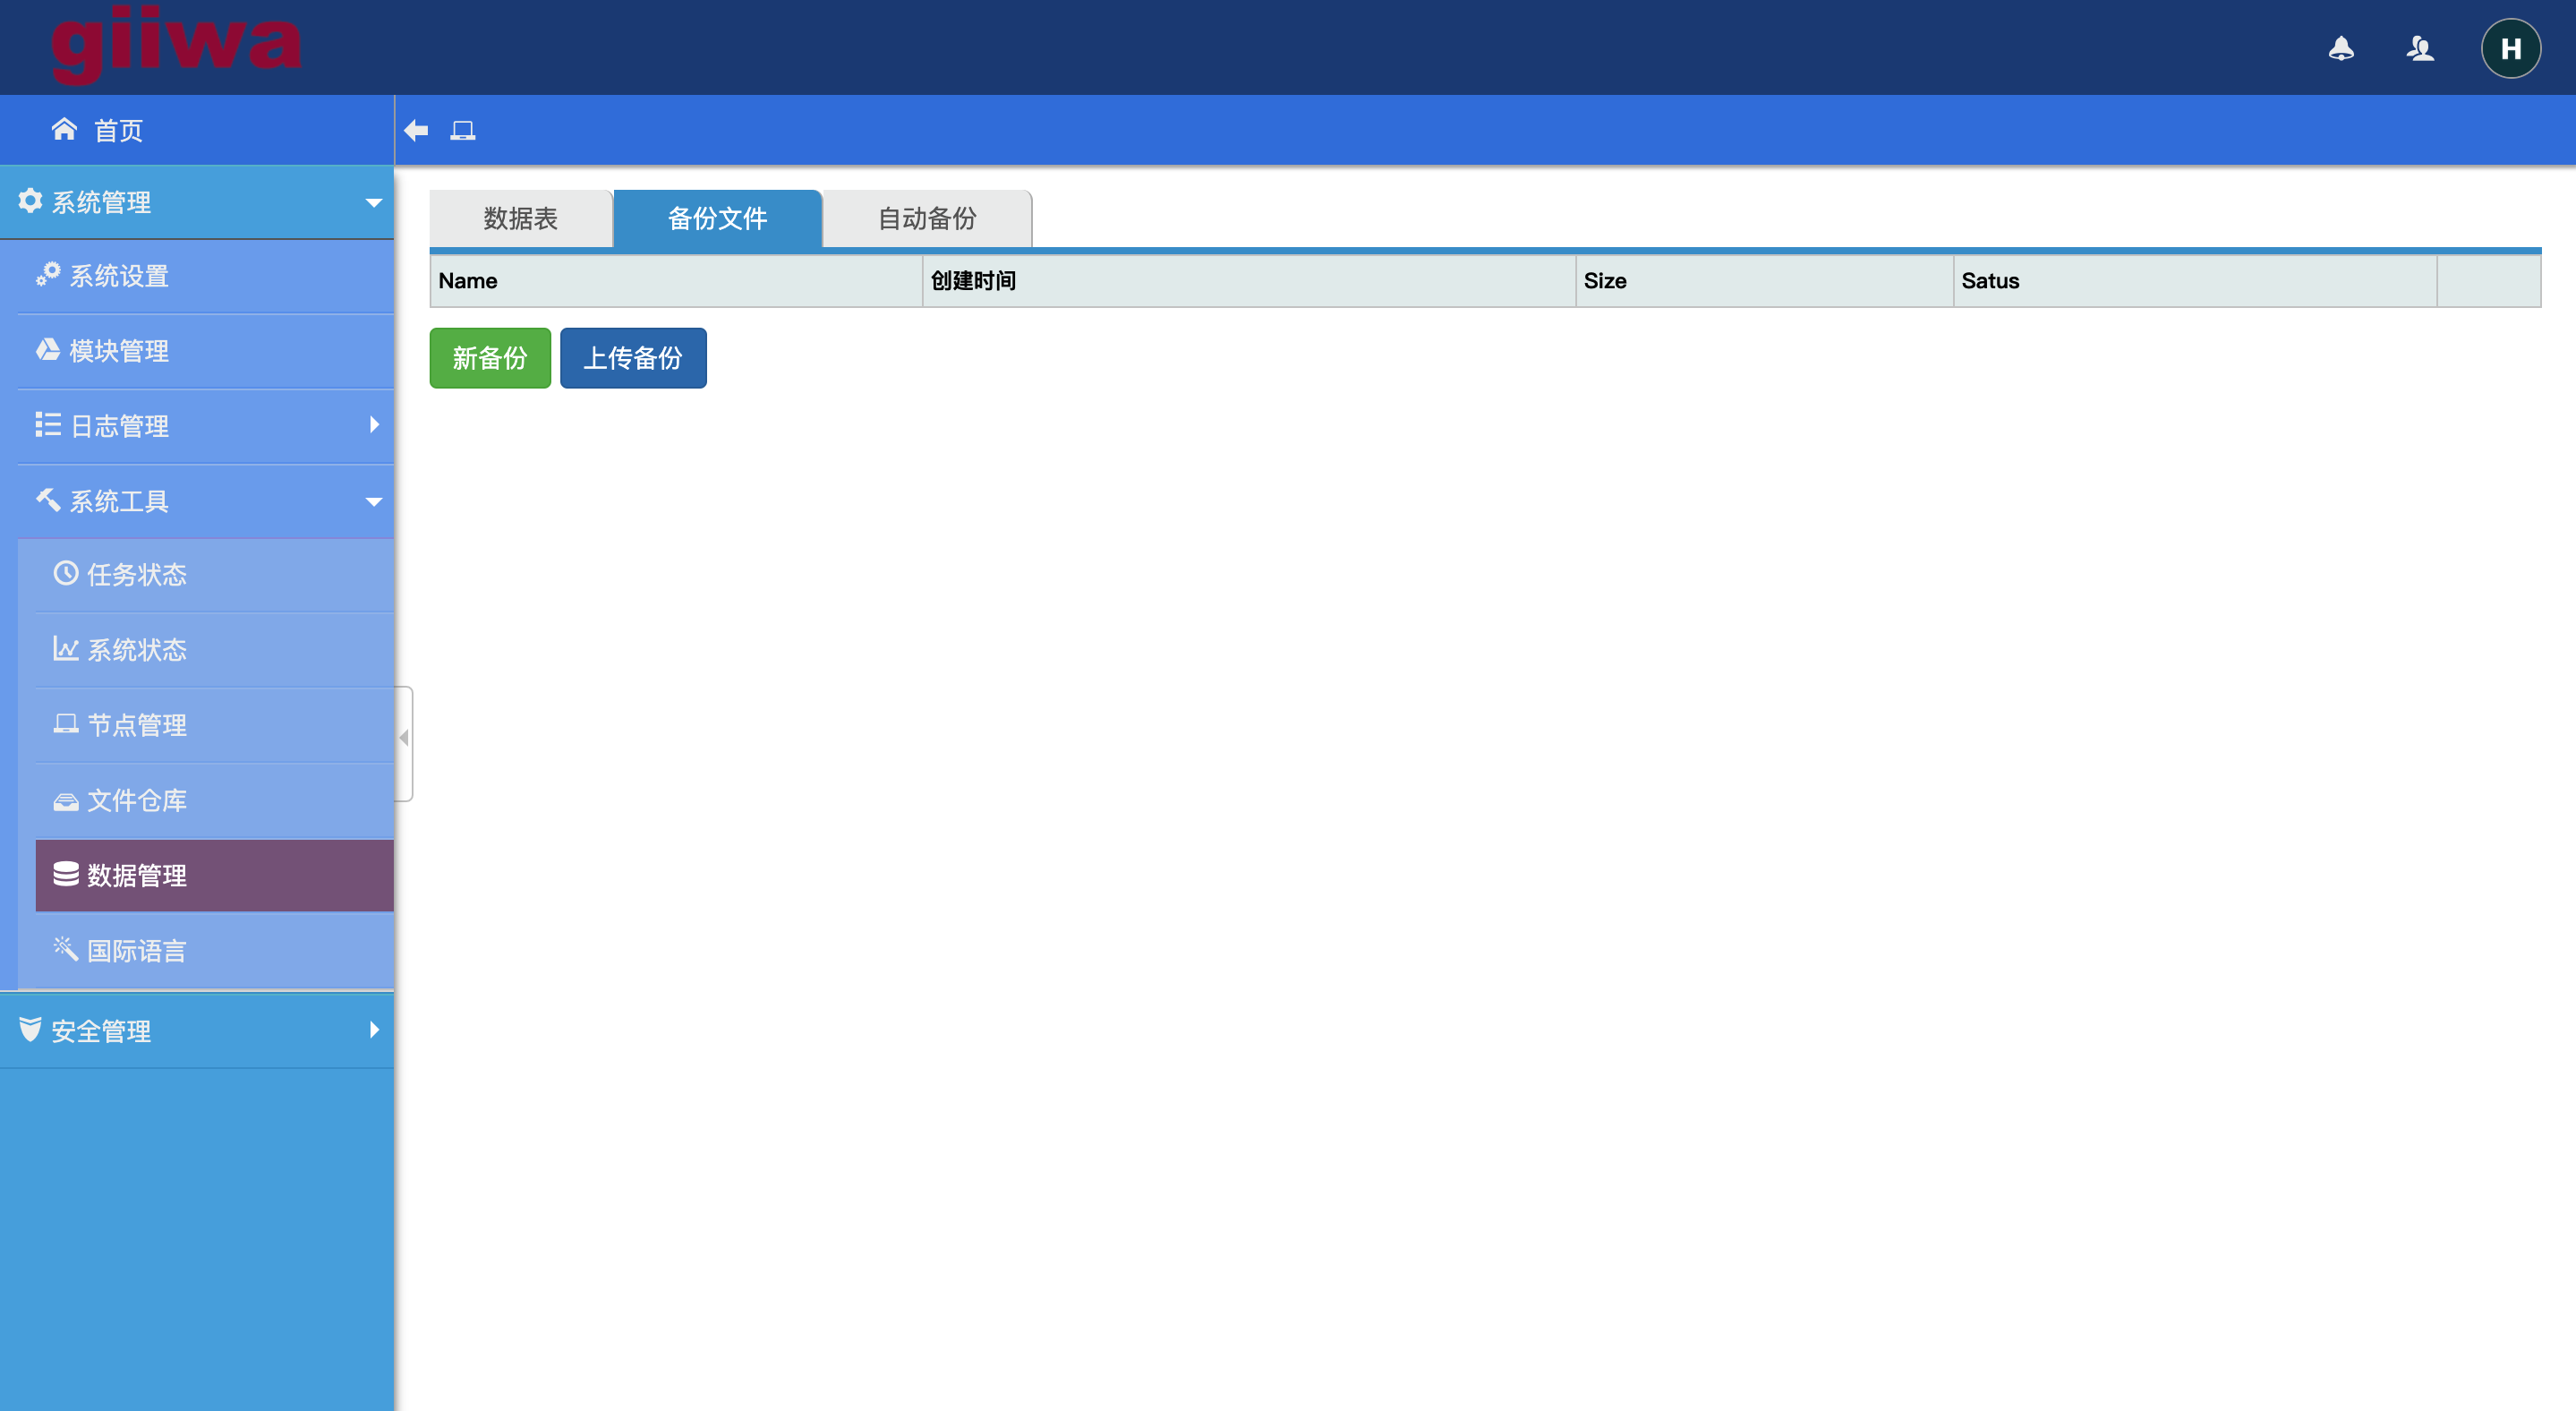 giiwa
H
首页
系统管理
系统设置
模块管理
日志管理
系统工具
任务状态
系统状态
节点管理
文件仓库
数据管理
国际语言
安全管理
数据表 备份文件 自动备份
Name 创建时间 Size Satus
新备份 上传备份